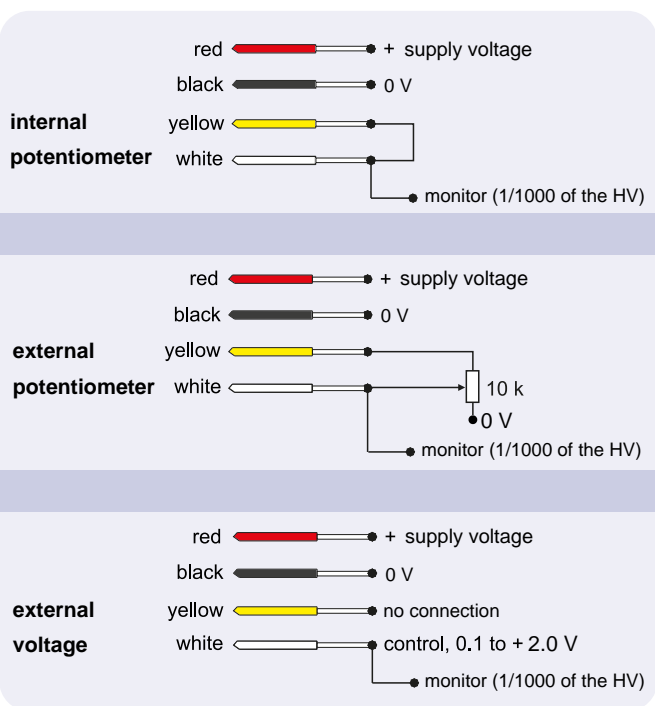 red + supply voltage
black 0 V
internal yellow
potentiometer white
monitor (1/1000 of the HV)
red + supply voltage
black 0 V
external yellow
potentiometer white 10 k
0 V
monitor (1/1000 of the HV)
red + supply voltage
black 0 V
external yellow no connection
voltage white control, 0.1 to + 2.0 V
monitor (1/1000 of the HV)